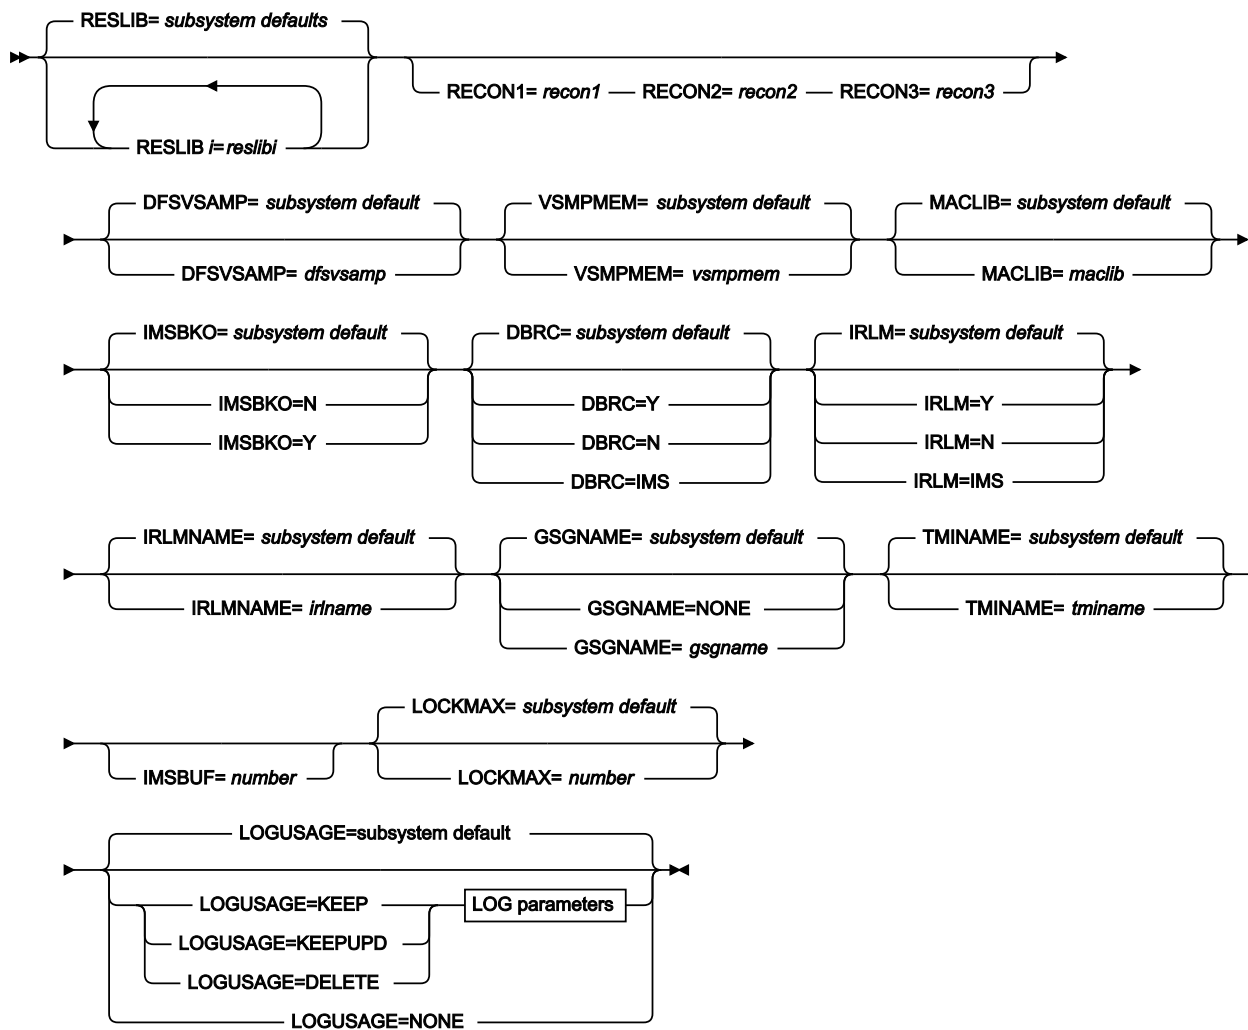 RESLIB= subsystem defaults
RESLIB i=reslibi
RECON1= recon1 RECON2= recon2 RECON3= recon3
DFSVSAMP= subsystem default
DFSVSAMP= dfsvsamp
VSMPMEM= subsystem default
VSMPMEM= vsmpmem
MACLIB= subsystem default
MACLIB= maclib
IMSBKO= subsystem default
IMSBKO=N
IMSBKO=Y
DBRC= subsystem default
DBRC=Y
DBRC=N
DBRC=IMS
IRLM= subsystem default
IRLM=Y
IRLM=N
IRLM=IMS
IRLMNAME= subsystem default
IRLMNAME= irlname
GSGNAME= subsystem default
GSGNAME=NONE
GSGNAME= gsgname
TMINAME= subsystem default
TMINAME= tminame
IMSBUF= number
LOCKMAX= subsystem default
LOCKMAX= number
LOGUSAGE=subsystem default
LOGUSAGE=KEEP
LOGUSAGE=KEEPUPD
LOGUSAGE=DELETE
LOG parameters
LOGUSAGE=NONE